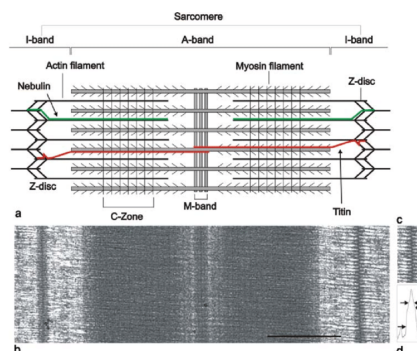 Sarcomere
I-band A-band I-band
Actin filament Myosin filament
Nebulin Z-disc
Z-disc Titin
a C-Zone M-band
c
b d